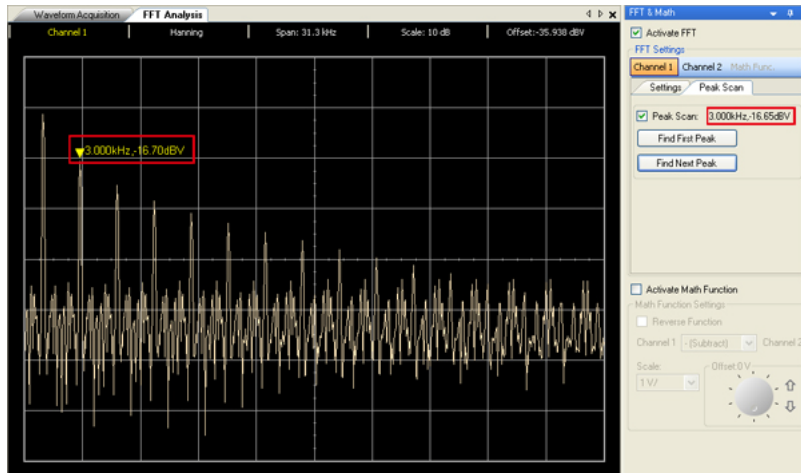 Waveform Acquisition FFT Analysis
Channel 1 Hanning Span: 31.3 kHz Scale: 10 dB Offset:-35.938 dBV
3.000kHz,-16.70dBV
FFT & Math
Activate FFT
FFT Settings
Channel 1 Channel 2 Math Func.
Settings Peak Scan
Peak Scan: 3.000kHz,-16.65dBV
Find First Peak
Find Next Peak
Activate Math Function
Math Function Settings
Reverse Function
Channel 1 - (Subtract) Channel 2
Scale: Offset 0 V
1 V/